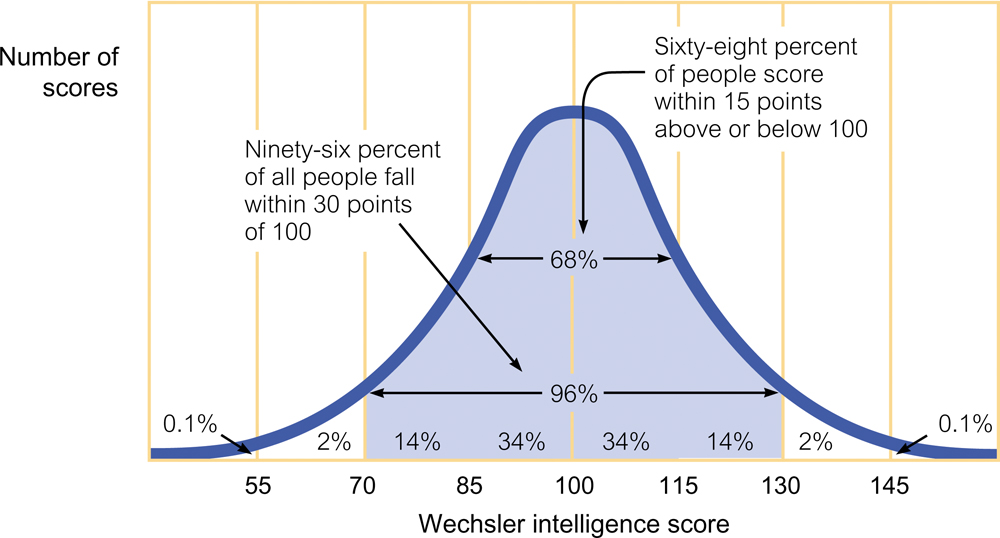 Number of
scores
Sixty-eight percent
of people score
within 15 points
above or below 100
Ninety-six percent
of all people fall
within 30 points
of 100
68%
96%
0.1%
2%
14%
34%
34%
14%
2%
0.1%
55
70
85
100
115
130
145
Wechsler intelligence score